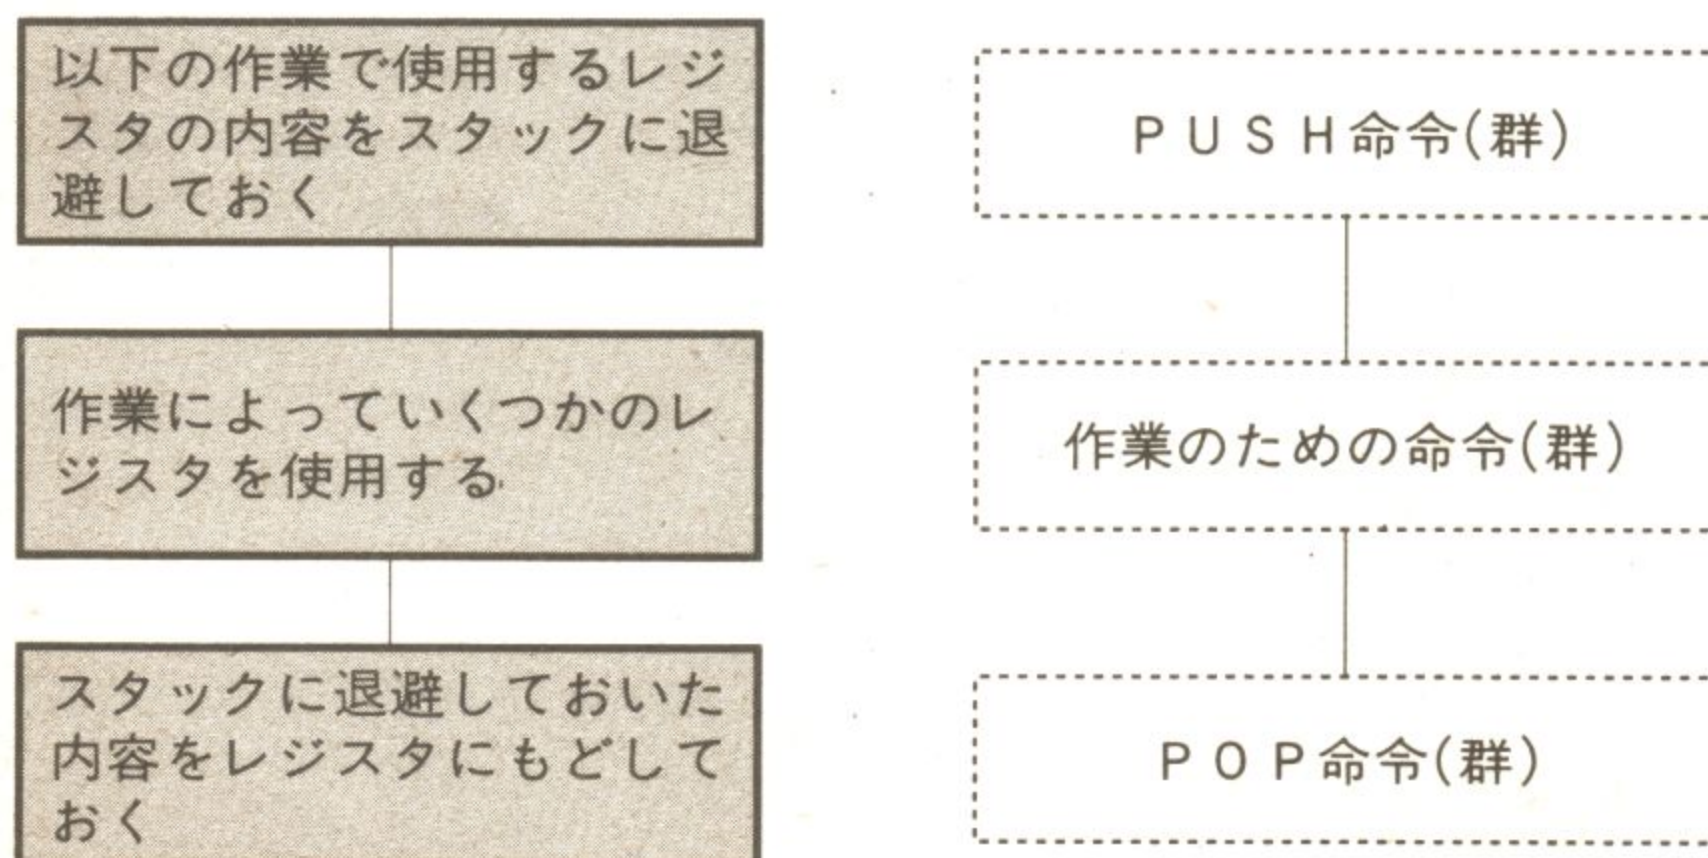 以下の作業で使用するレジ
スタの内容をスタックに退
避しておく
PUSH命令(群)
作業によっていくつかのレ
ジスタを使用する
作業のための命令(群)
スタックに退避しておいた
内容をレジスタにもどして
おく
POP命令(群)